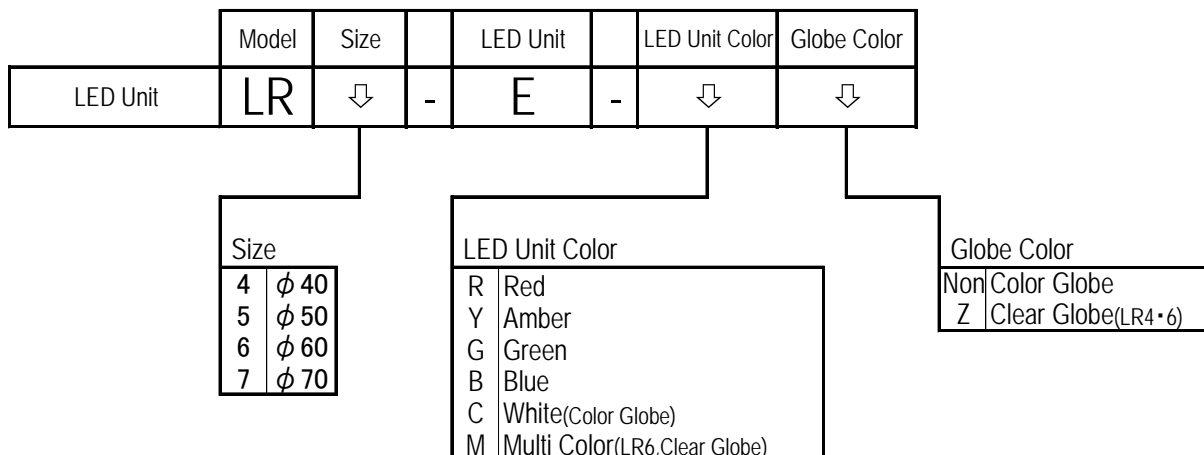 Model Size LED Unit LED Unit Color Globe Color
LED Unit LR ⇩ - E - ⇩ ⇩
Size
4 φ40
5 φ50
6 φ60
7 φ70
LED Unit Color
R Red
Y Amber
G Green
B Blue
C White(Color Globe)
M Multi Color(LR6,Clear Globe)
Globe Color
Non Color Globe
Z Clear Globe(LR4・6)